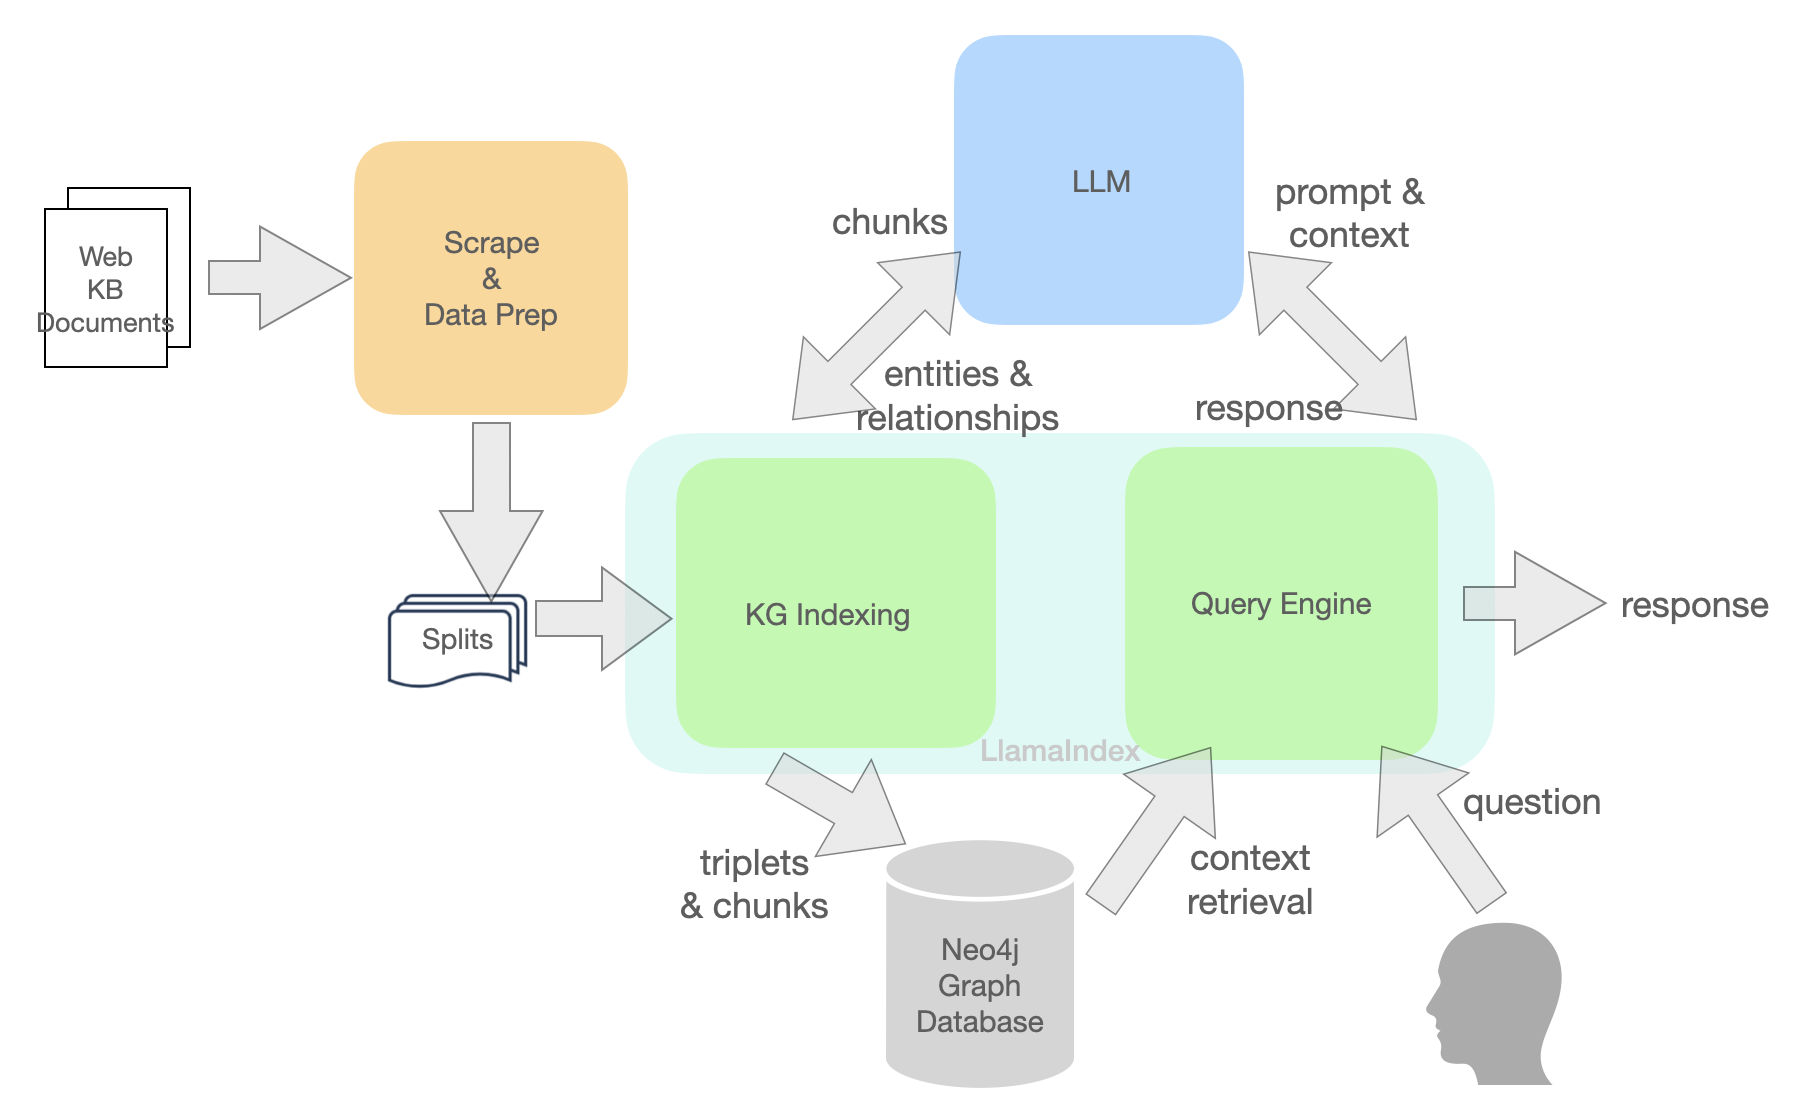 LLM
prompt &
context
chunks
Scrape
&
Data Prep
Web
KB
Documents
entities &
relationships
response
Splits
KG Indexing
Query Engine
response
LlamaIndex
question
triplets
& chunks
context
retrieval
Neo4j
Graph
Database